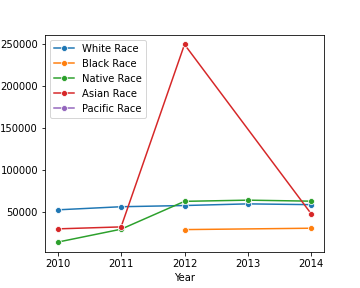 White Race
Black Race
Native Race
Asian Race
Pacific Race
250000
200000
150000
100000
50000
2010 2011 2012 2013 2014
Year